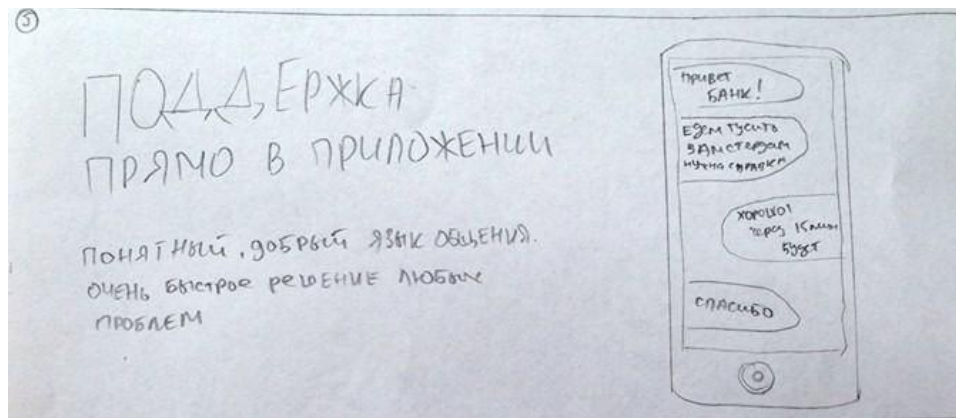 5
ПОДДЕРЖКА
ПРЯМО В ПРИЛОЖЕНИИ
ПОНЯТНЫЙ, ДОБРЫЙ ЯЗЫК ОБЩЕНИЯ.
ОЧЕНЬ БЫСТРОЕ РЕШЕНИЕ ЛЮБЫХ
ПРОБЛЕМ
ПРИВЕТ
БАНК!
ЕДЕМ ТУСИТЬ
В АМСТЕРДАМ
НУЖНА СПРАВКА
ХОРОШО!
через 15 мин
будет
СПАСИБО